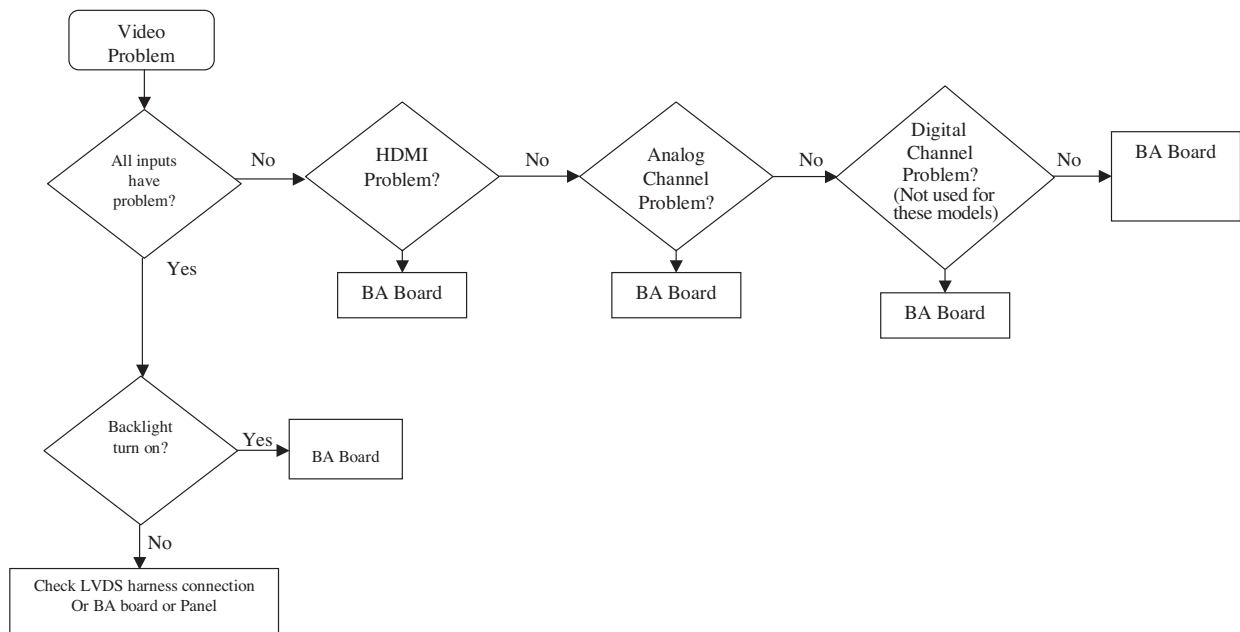 Video
Problem
All inputs
have
problem?
No
HDMI
Problem?
No
Analog
Channel
Problem?
No
Digital
Channel
Problem?
(Not used for
these models)
No
BA Board
Yes
BA Board
BA Board
BA Board
Backlight
turn on?
Yes
BA Board
No
Check LVDS harness connection
Or BA board or Panel